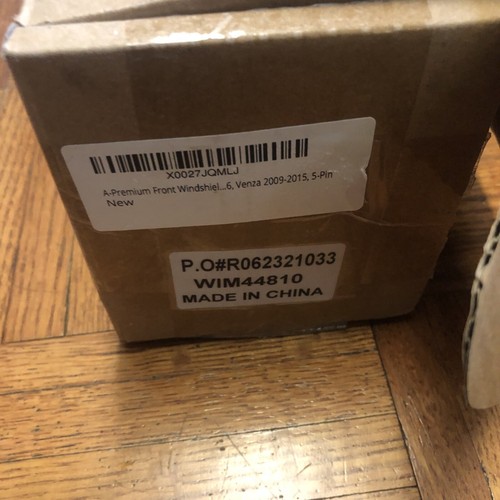 X0027JQMLJ
A-Premium Front Windshiel...6, Venza 2009-2015, 5-Pin
New
P.O#R062321033
WIM44810
MADE IN CHINA